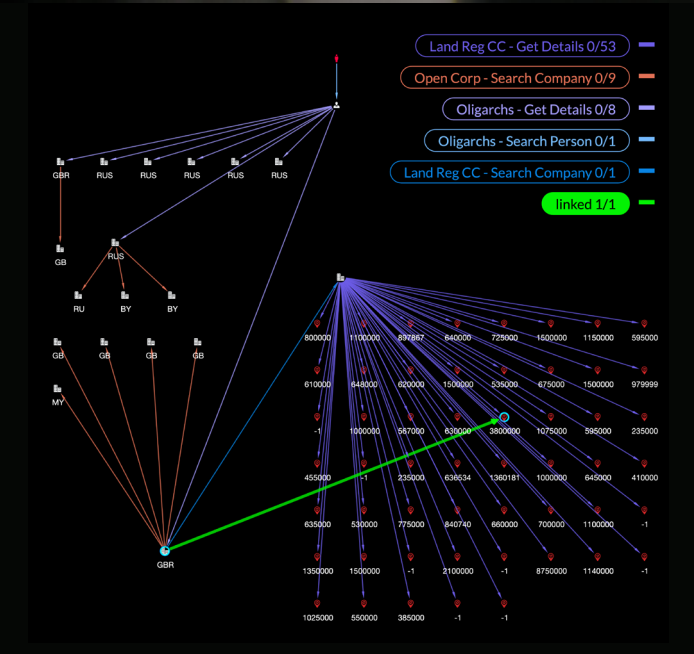 Land Reg CC - Get Details 0/53
Open Corp - Search Company 0/9
Oligarchs - Get Details 0/8
Oligarchs - Search Person 0/1
Land Reg CC - Search Company 0/1
linked 1/1
GBR RUS RUS RUS RUS RUS
GB
RUS
RU BY BY
GB GB GB GB
MY
GBR
800000 1100000 897867 640000 725000 1500000 1150000 595000
610000 648000 620000 1500000 535000 675000 1500000 979999
-1 1000000 567000 630000 3800000 1075000 595000 235000
455000 -1 235000 636534 1360181 1000000 645000 410000
635000 530000 775000 840740 660000 700000 1100000 -1
1350000 1500000 -1 2100000 -1 8750000 1140000 -1
1025000 550000 385000 -1 -1